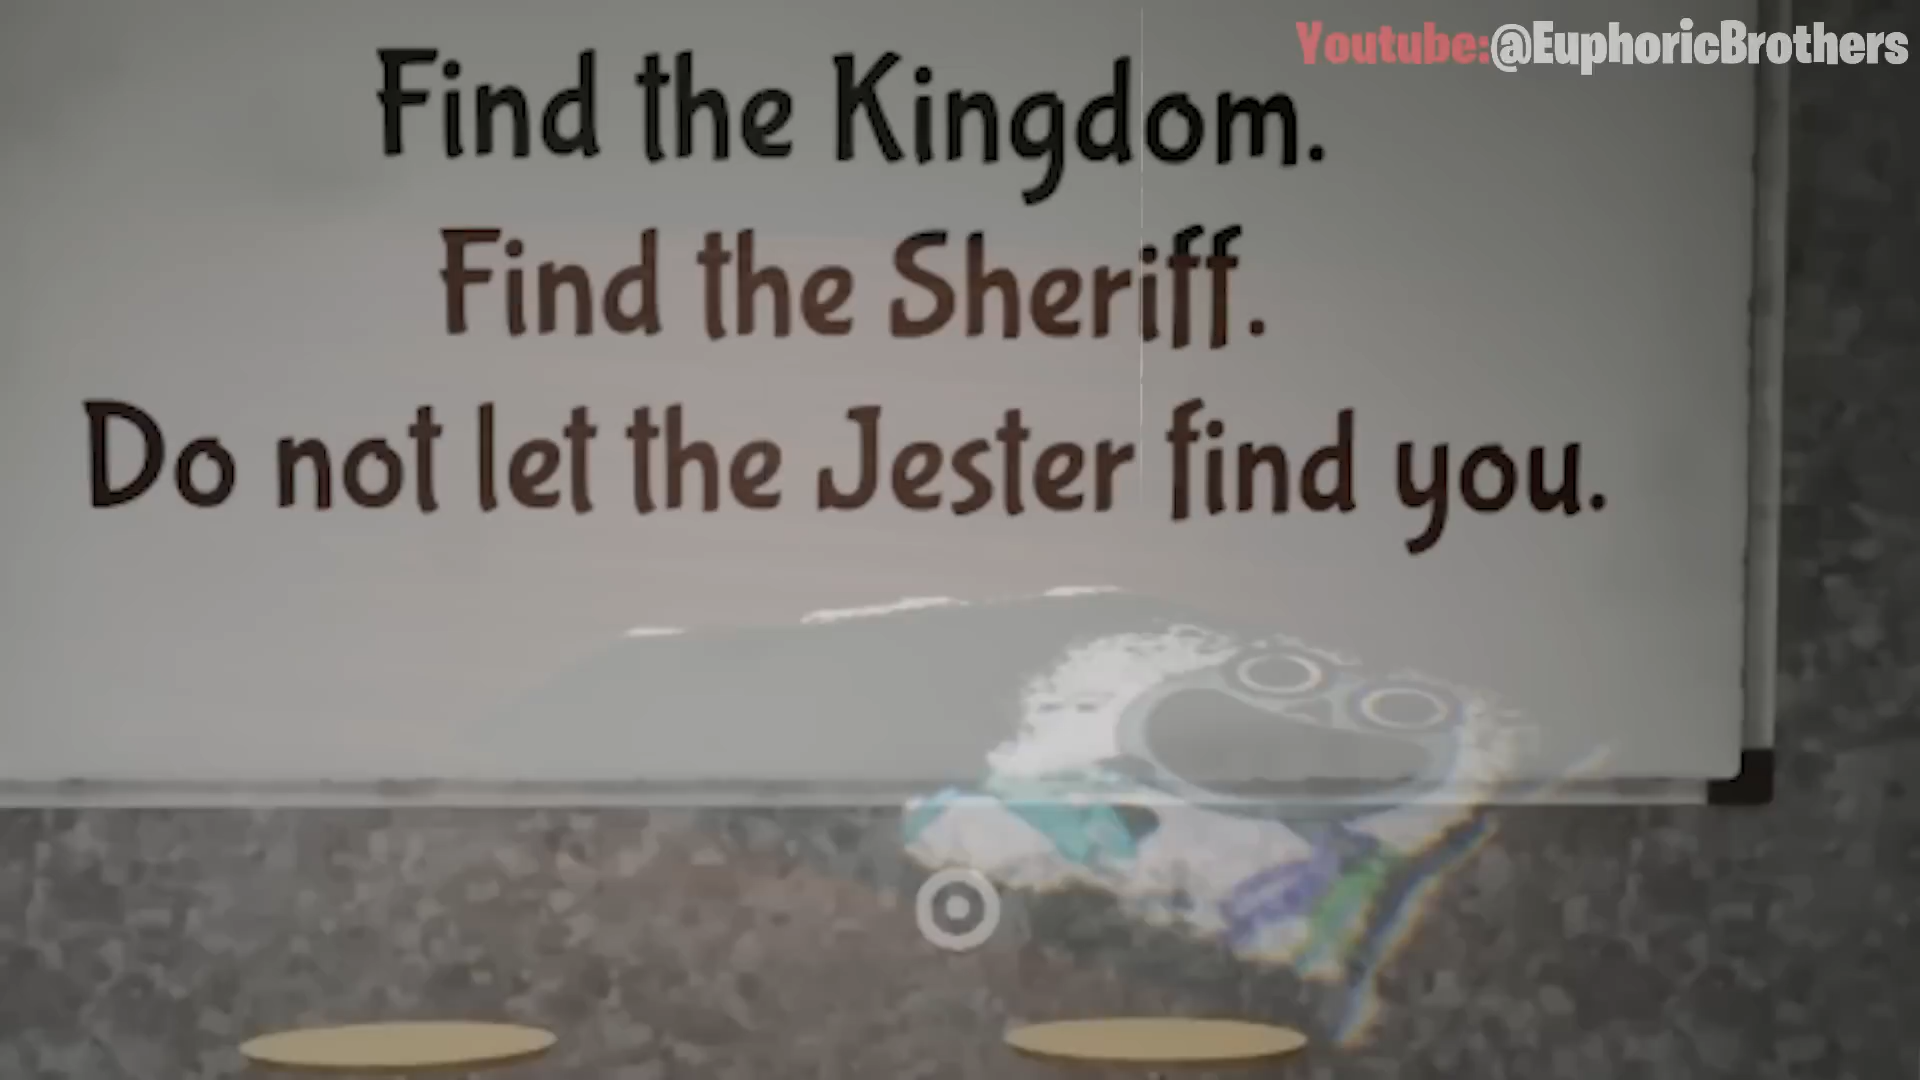 Youtube:@EuphoricBrothers
Find the Kingdom.
Find the Sheriff.
Do not let the Jester find you.